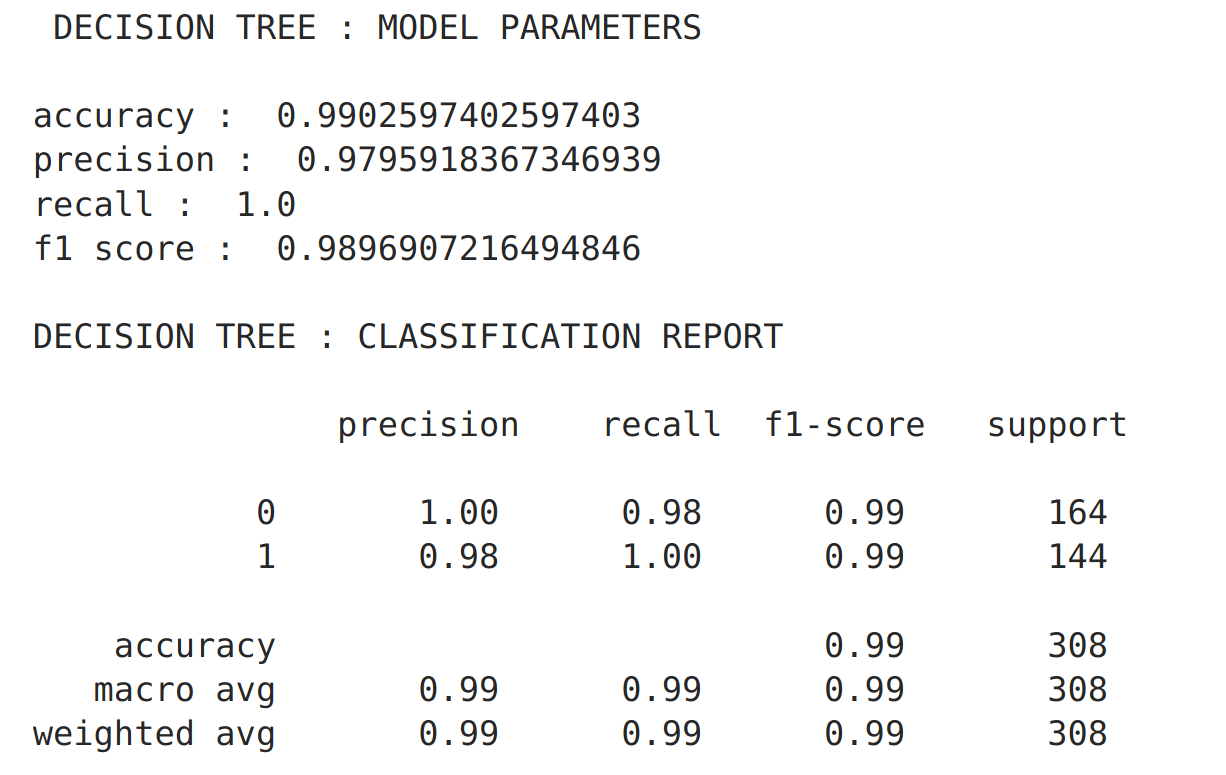 DECISION TREE : MODEL PARAMETERS
accuracy :  0.9902597402597403
precision :  0.9795918367346939
recall :  1.0
f1 score :  0.9896907216494846
DECISION TREE : CLASSIFICATION REPORT
precision    recall  f1-score   support
0       1.00      0.98      0.99       164
1       0.98      1.00      0.99       144
accuracy                           0.99       308
macro avg       0.99      0.99      0.99       308
weighted avg       0.99      0.99      0.99       308